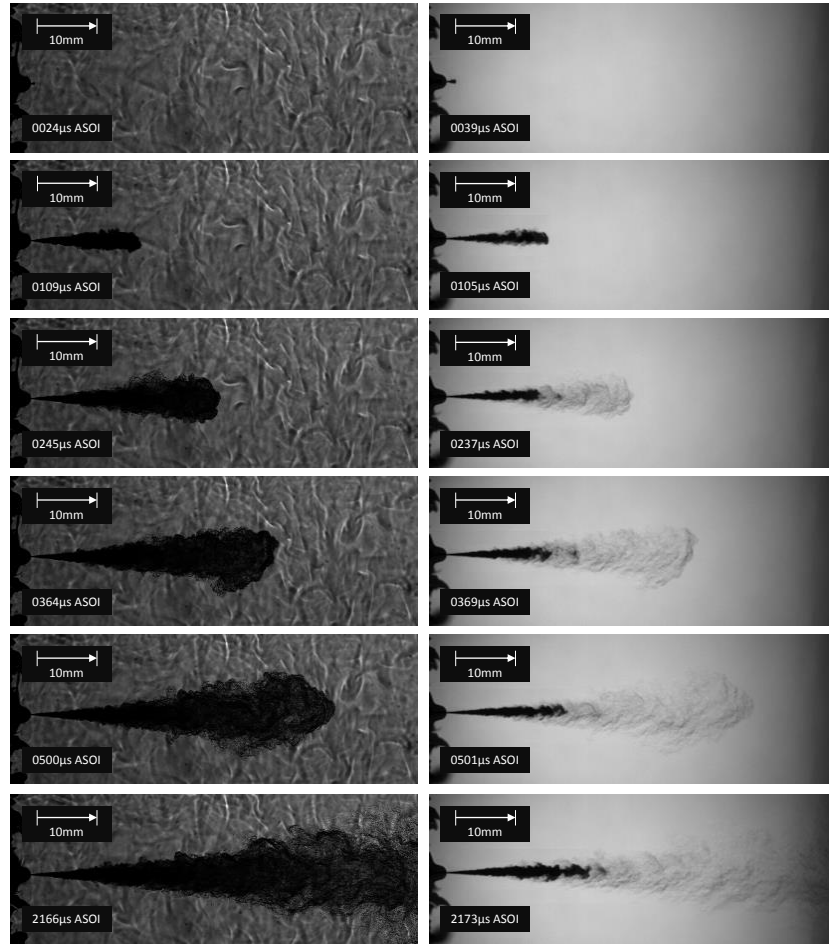 10mm
10mm
0024µs ASOI
0039µs ASOI
10mm
10mm
0109µs ASOI
0105µs ASOI
10mm
10mm
0245µs ASOI
0237µs ASOI
10mm
10mm
0364µs ASOI
0369µs ASOI
10mm
10mm
0500µs ASOI
0501µs ASOI
10mm
10mm
2166µs ASOI
2173µs ASOI